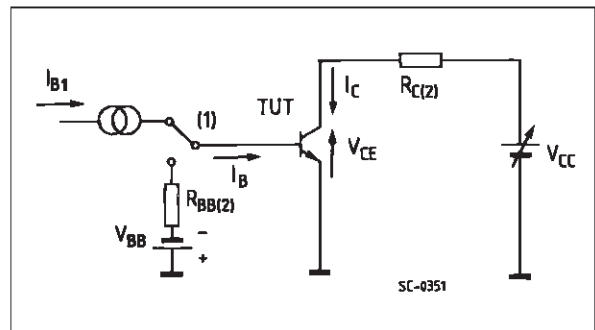 I_B1
(1)
TUT
I_C
R_C(2)
I_B
V_CE
V_CC
R_BB(2)
V_BB
−
+
SC-0351